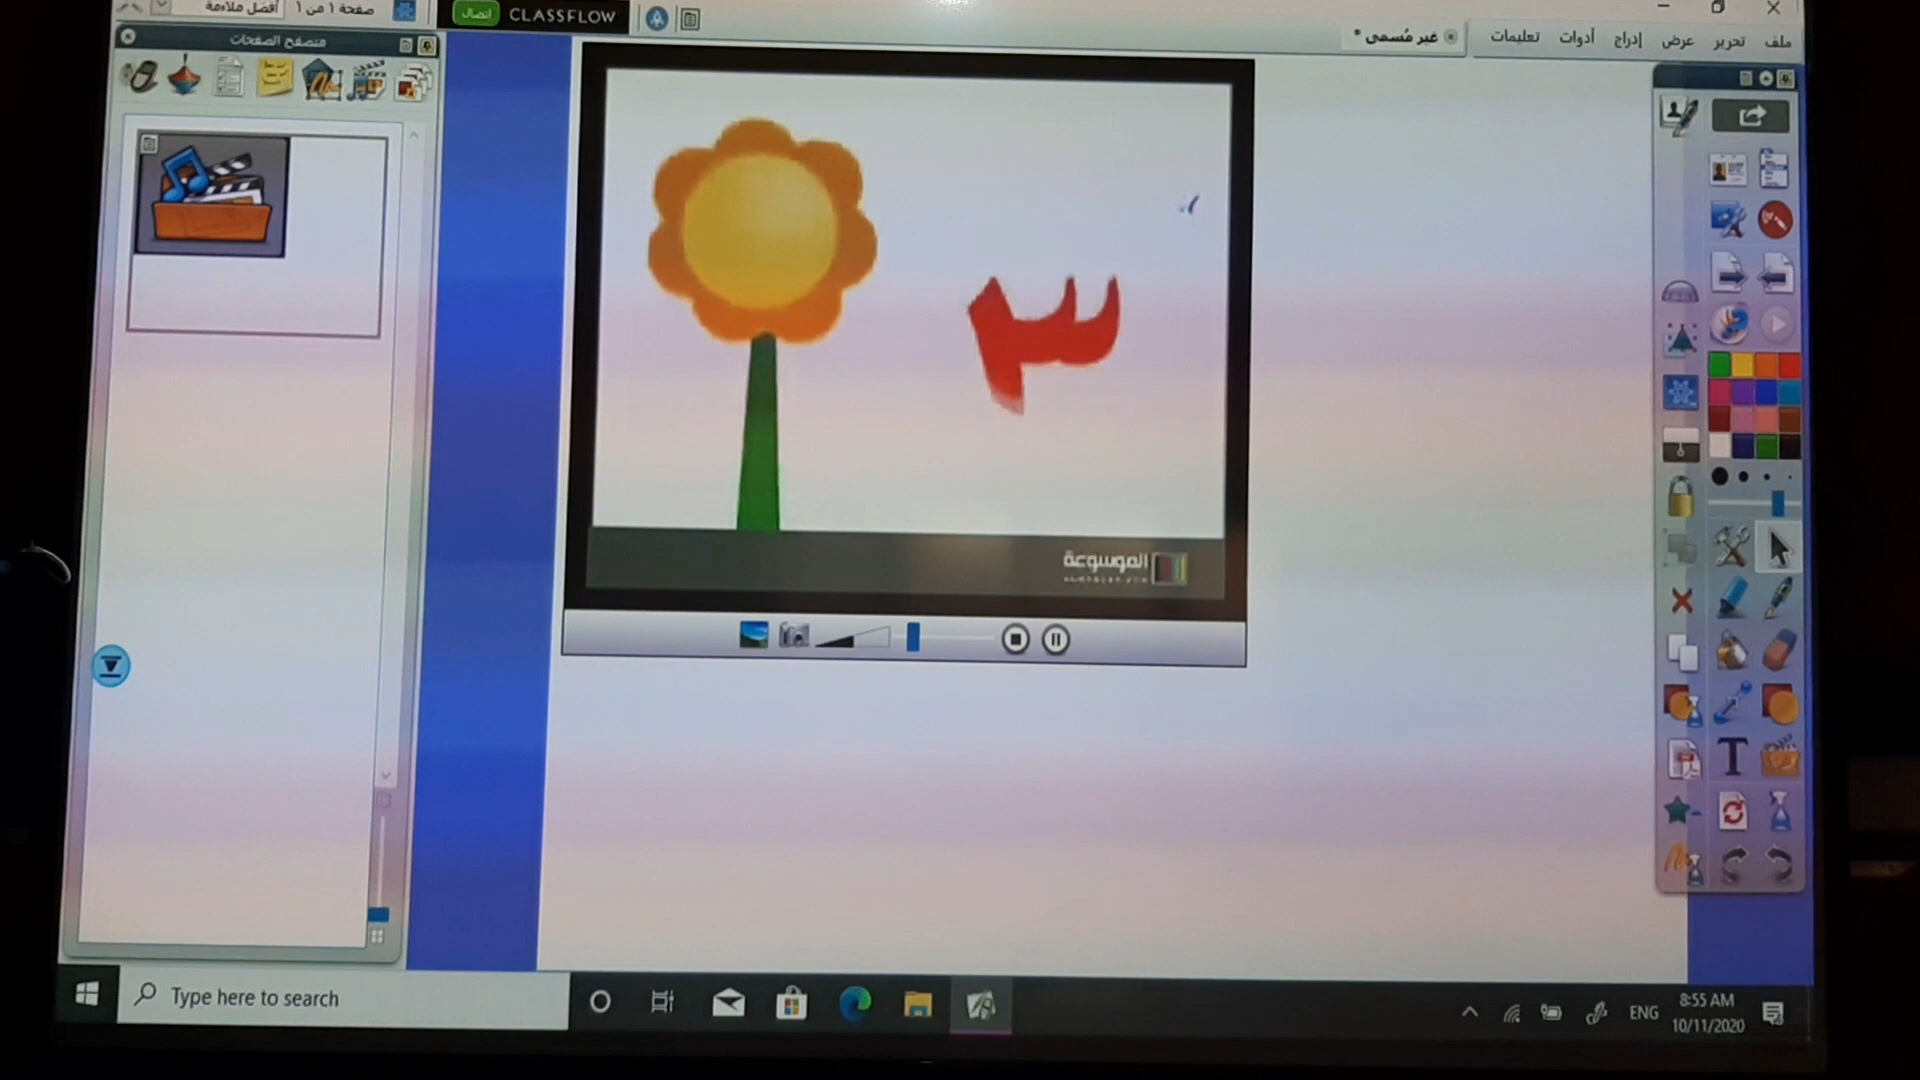 أفضل ملاءمة
صفحة ١ من ١
اتصال CLASSFLOW
غير مُسمى *
ملف تحرير عرض إدراج أدوات تعليمات
متصفح الصفحات
٣
الموسوعة
T
Type here to search
ENG
8:55 AM
10/11/2020